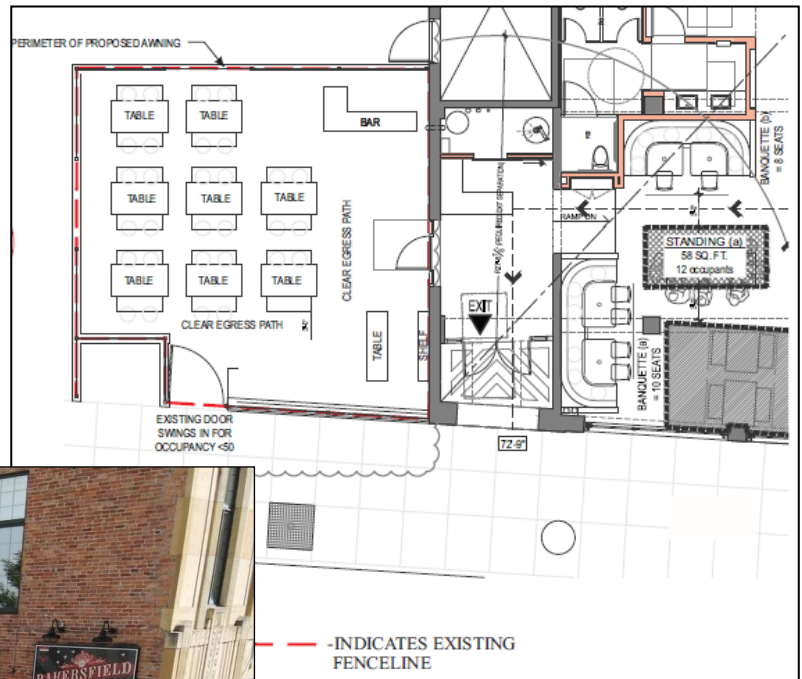 PERIMETER OF PROPOSED AWNING
TABLE
TABLE
BAR
TABLE
TABLE
TABLE
TABLE
TABLE
TABLE
CLEAR EGRESS PATH
CLEAR EGRESS PATH
TABLE
SHELF
EXISTING DOOR
SWINGS IN FOR
OCCUPANCY <50
EXIT
RAMP DN
72'-9"
BANQUETTE (b)
= 8 SEATS
STANDING (a)
58 SQ. FT.
12 occupants
BANQUETTE (a)
= 10 SEATS
-INDICATES EXISTING
FENCELINE
BAKERSFIELD